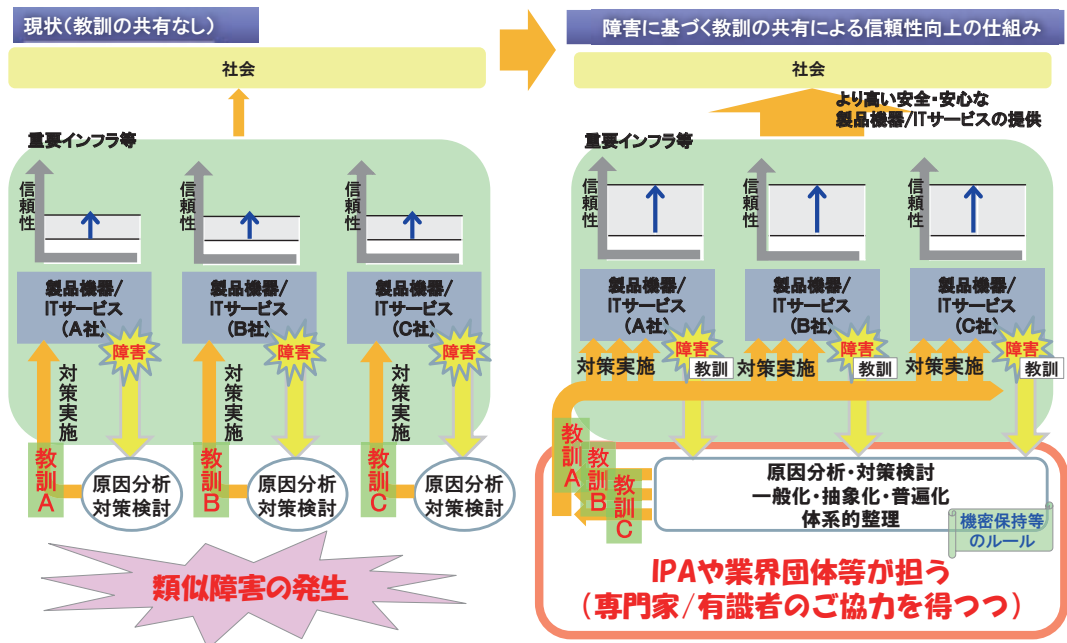 現状(教訓の共有なし)
社会
重要インフラ等
信頼性
信頼性
信頼性
製品機器/
ITサービス
(A社)
製品機器/
ITサービス
(B社)
製品機器/
ITサービス
(C社)
障害
障害
障害
対策実施
対策実施
対策実施
教訓A
教訓B
教訓C
原因分析
対策検討
原因分析
対策検討
原因分析
対策検討
類似障害の発生
障害に基づく教訓の共有による信頼性向上の仕組み
社会
より高い安全・安心な
製品機器/ITサービスの提供
重要インフラ等
信頼性
信頼性
信頼性
製品機器/
ITサービス
(A社)
製品機器/
ITサービス
(B社)
製品機器/
ITサービス
(C社)
障害
教訓
障害
教訓
障害
教訓
対策実施
対策実施
対策実施
教訓A
教訓B
教訓C
原因分析・対策検討
一般化・抽象化・普遍化
体系的整理
機密保持等
のルール
IPAや業界団体等が担う
(専門家/有識者のご協力を得つつ)